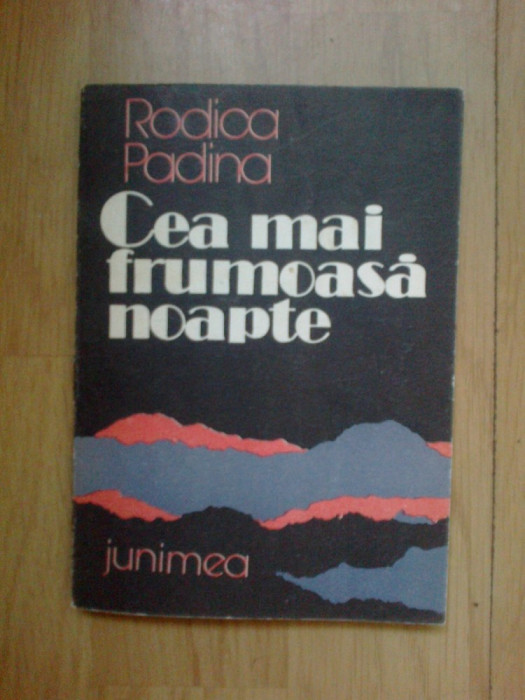 Rodica
Padina
Cea mai
frumoasă
noapte
junimea